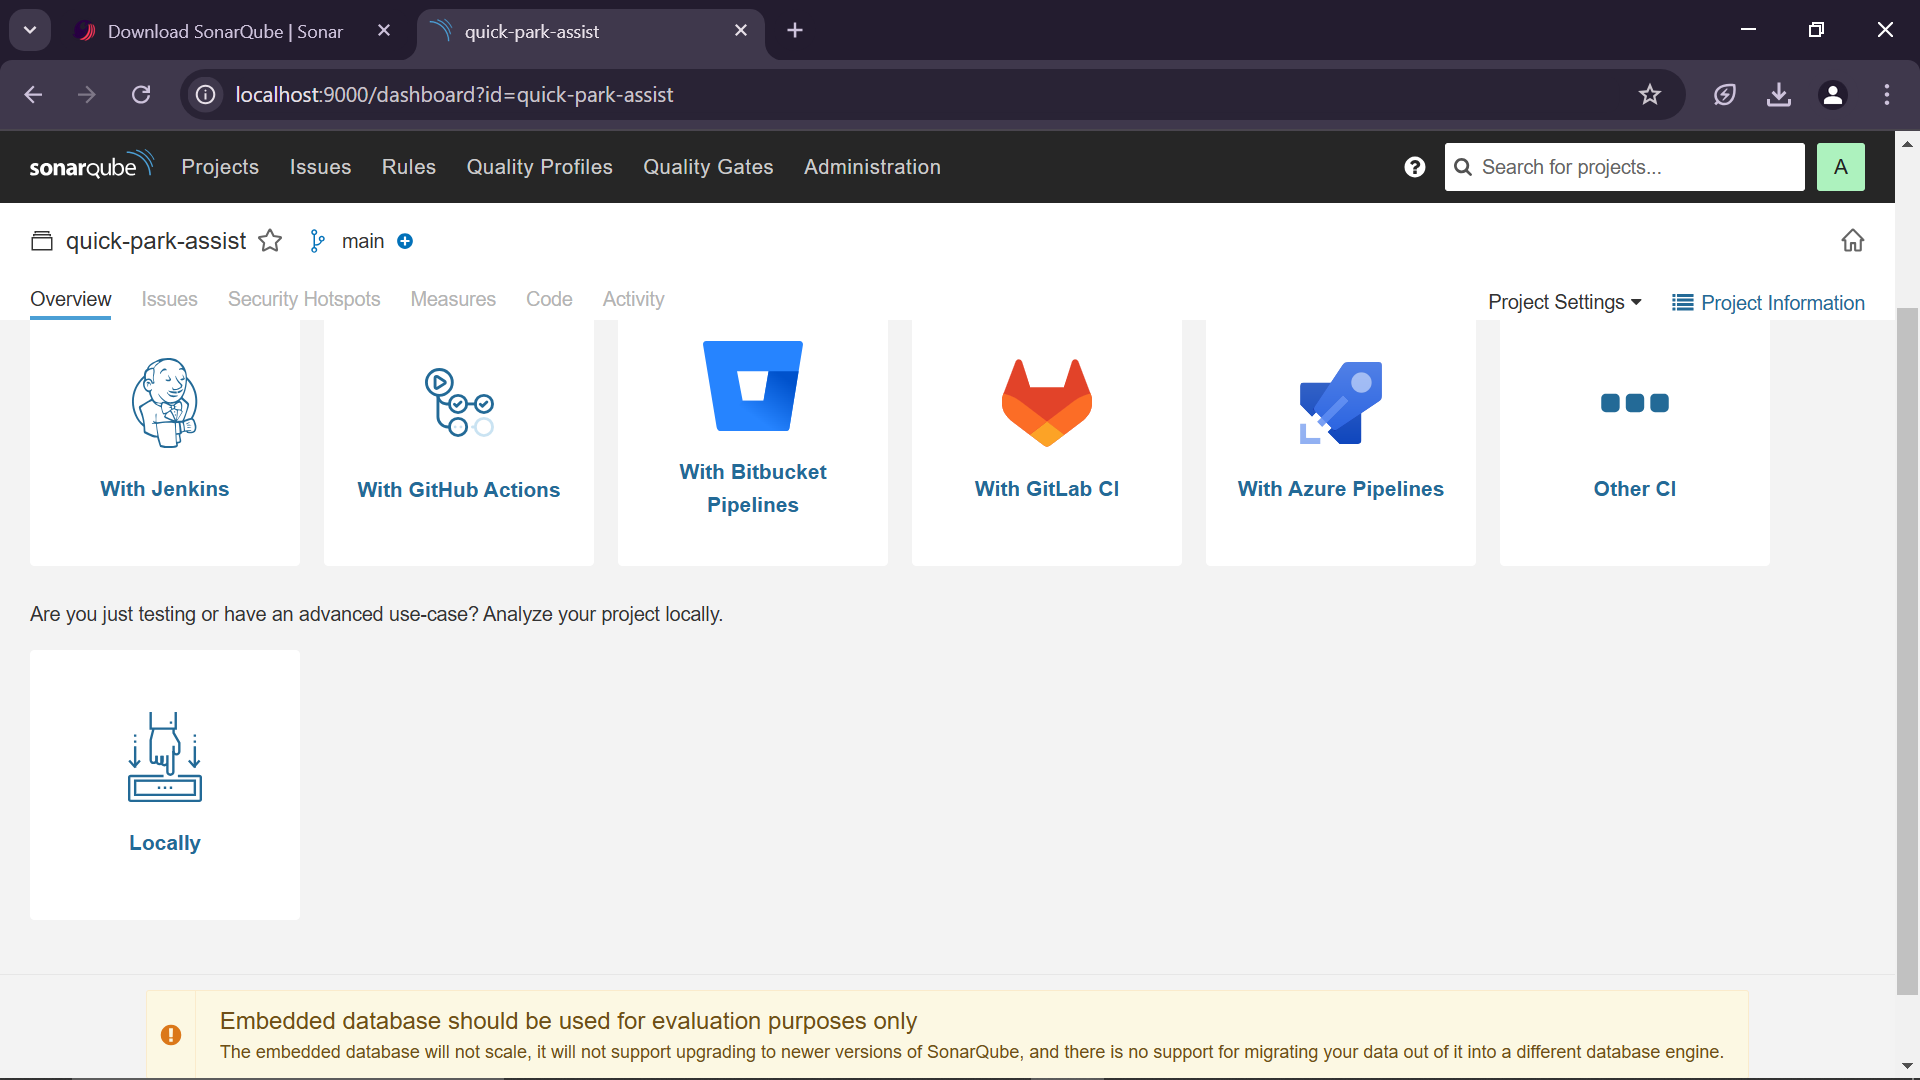 Download SonarQube | Sonar
quick-park-assist
localhost:9000/dashboard?id=quick-park-assist
sonarqube Projects Issues Rules Quality Profiles Quality Gates Administration
? Search for projects... A
quick-park-assist main
Overview Issues Security Hotspots Measures Code Activity
Project Settings Project Information
With Jenkins
With GitHub Actions
With Bitbucket
Pipelines
With GitLab CI
With Azure Pipelines
Other CI
Are you just testing or have an advanced use-case? Analyze your project locally.
Locally
Embedded database should be used for evaluation purposes only
The embedded database will not scale, it will not support upgrading to newer versions of SonarQube, and there is no support for migrating your data out of it into a different database engine.